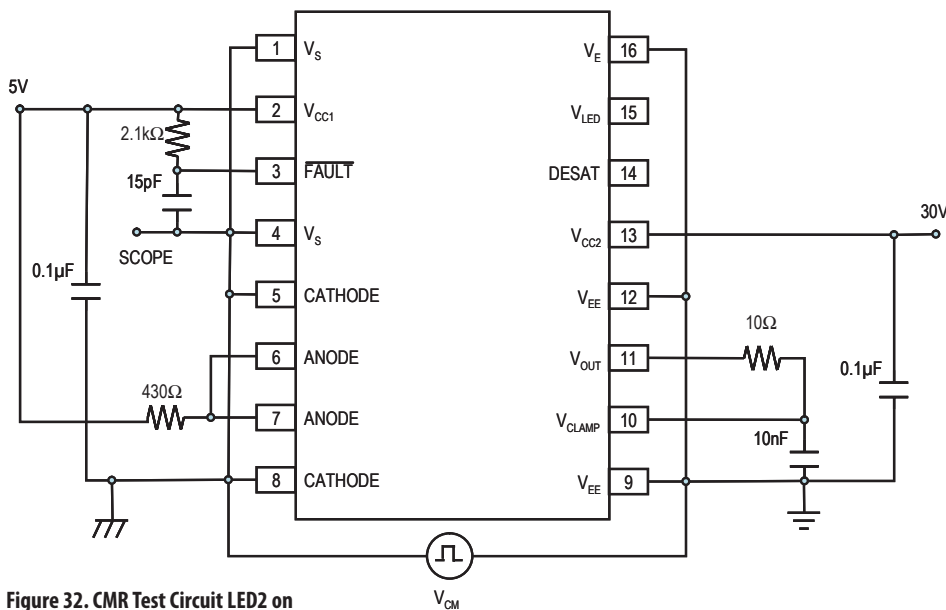 1 V_S
V_E 16
5V
2 V_CC1
V_LED 15
2.1kΩ
3 F̅A̅U̅L̅T̅
DESAT 14
15pF
30V
4 V_S
V_CC2 13
SCOPE
0.1µF
5 CATHODE
V_EE 12
10Ω
6 ANODE
V_OUT 11
0.1µF
430Ω
7 ANODE
V_CLAMP 10
10nF
8 CATHODE
V_EE 9
V_CM
Figure 32. CMR Test Circuit LED2 on